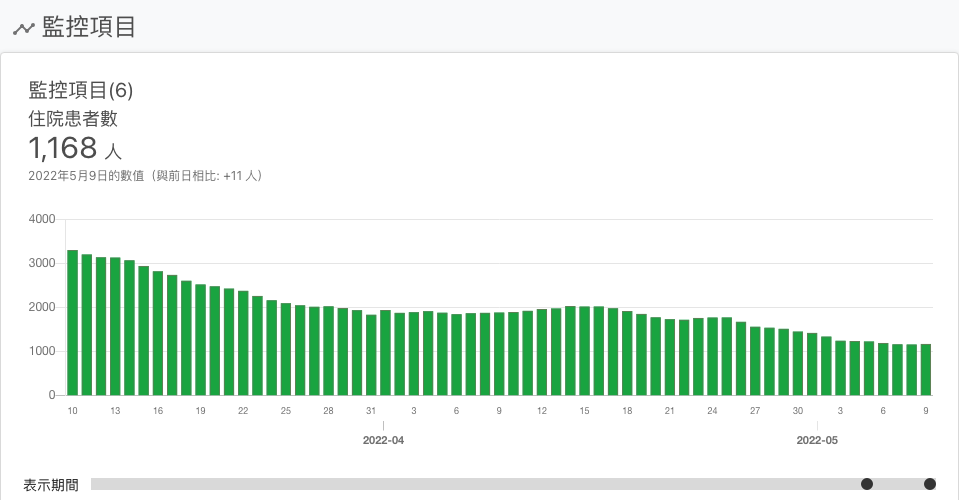 監控項目
監控項目(6)
住院患者數
1,168 人
2022年5月9日的數值（與前日相比: +11 人）
4000
3000
2000
1000
0
10 13 16 19 22 25 28 31 3 6 9 12 15 18 21 24 27 30 3 6 9
2022-04 2022-05
表示期間